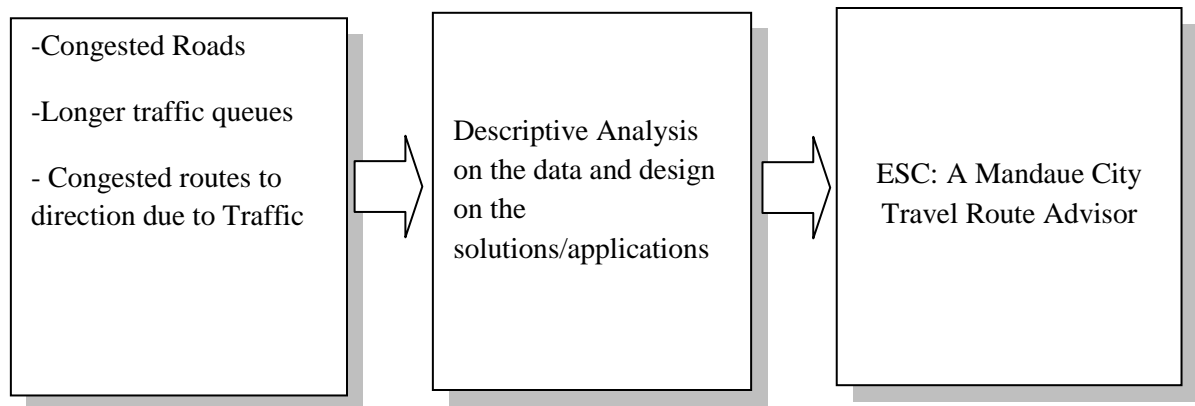 -Congested Roads
-Longer traffic queues
- Congested routes to
direction due to Traffic
Descriptive Analysis
on the data and design
on the
solutions/applications
ESC: A Mandaue City
Travel Route Advisor